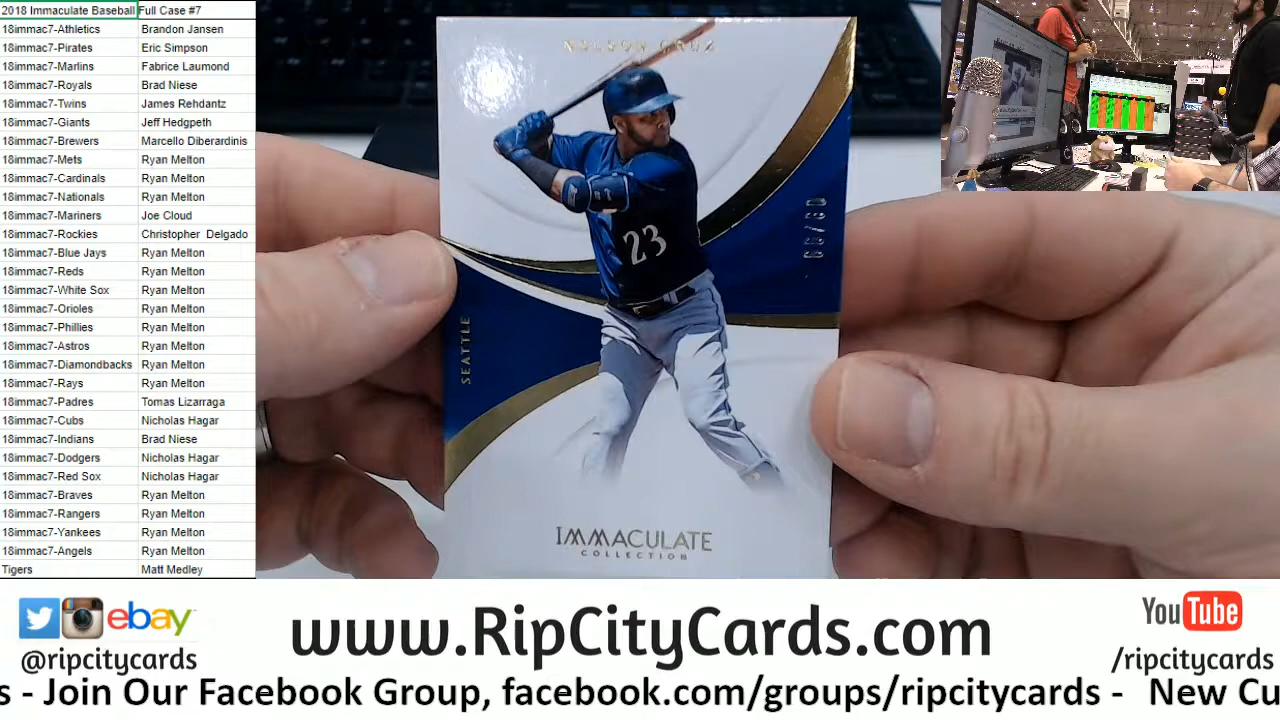 2018 Immaculate Baseball Full Case #7
18immac7-Athletics Brandon Jansen
18immac7-Pirates Eric Simpson
18immac7-Marlins Fabrice Laumond
18immac7-Royals Brad Niese
18immac7-Twins James Rehdantz
18immac7-Giants Jeff Hedgpeth
18immac7-Brewers Marcello Diberardinis
18immac7-Mets Ryan Melton
18immac7-Cardinals Ryan Melton
18immac7-Nationals Ryan Melton
18immac7-Mariners Joe Cloud
18immac7-Rockies Christopher Delgado
18immac7-Blue Jays Ryan Melton
18immac7-Reds Ryan Melton
18immac7-White Sox Ryan Melton
18immac7-Orioles Ryan Melton
18immac7-Phillies Ryan Melton
18immac7-Astros Ryan Melton
18immac7-Diamondbacks Ryan Melton
18immac7-Rays Ryan Melton
18immac7-Padres Tomas Lizarraga
18immac7-Cubs Nicholas Hagar
18immac7-Indians Brad Niese
18immac7-Dodgers Nicholas Hagar
18immac7-Red Sox Nicholas Hagar
18immac7-Braves Ryan Melton
18immac7-Rangers Ryan Melton
18immac7-Yankees Ryan Melton
18immac7-Angels Ryan Melton
Tigers Matt Medley
NELSON CRUZ
23
SEATTLE
IMMACULATE
COLLECTION
ebay
@ripcitycards
www.RipCityCards.com
YouTube
/ripcitycards
s - Join Our Facebook Group, facebook.com/groups/ripcitycards - New Cu